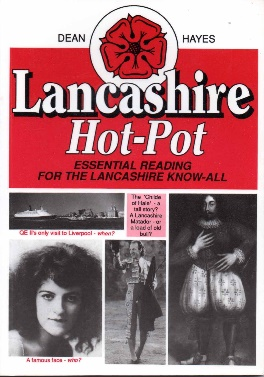 DEAN HAYES
Lancashire
Hot-Pot
ESSENTIAL READING
FOR THE LANCASHIRE KNOW-ALL
The 'Childe
of Hale' - a
tall story?
A Lancashire
Matador - or
a load of old
bull?
QE II's only visit to Liverpool - when?
A famous face - who?